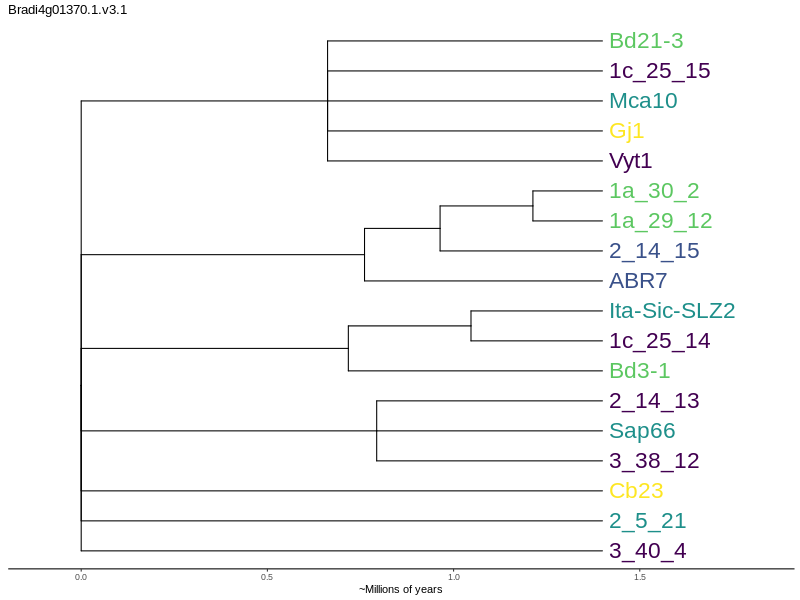 Bradi4g01370.1.v3.1
Bd21-3
1c_25_15
Mca10
Gj1
Vyt1
1a_30_2
1a_29_12
2_14_15
ABR7
Ita-Sic-SLZ2
1c_25_14
Bd3-1
2_14_13
Sap66
3_38_12
Cb23
2_5_21
3_40_4
0.0 0.5 1.0 1.5
~Millions of years